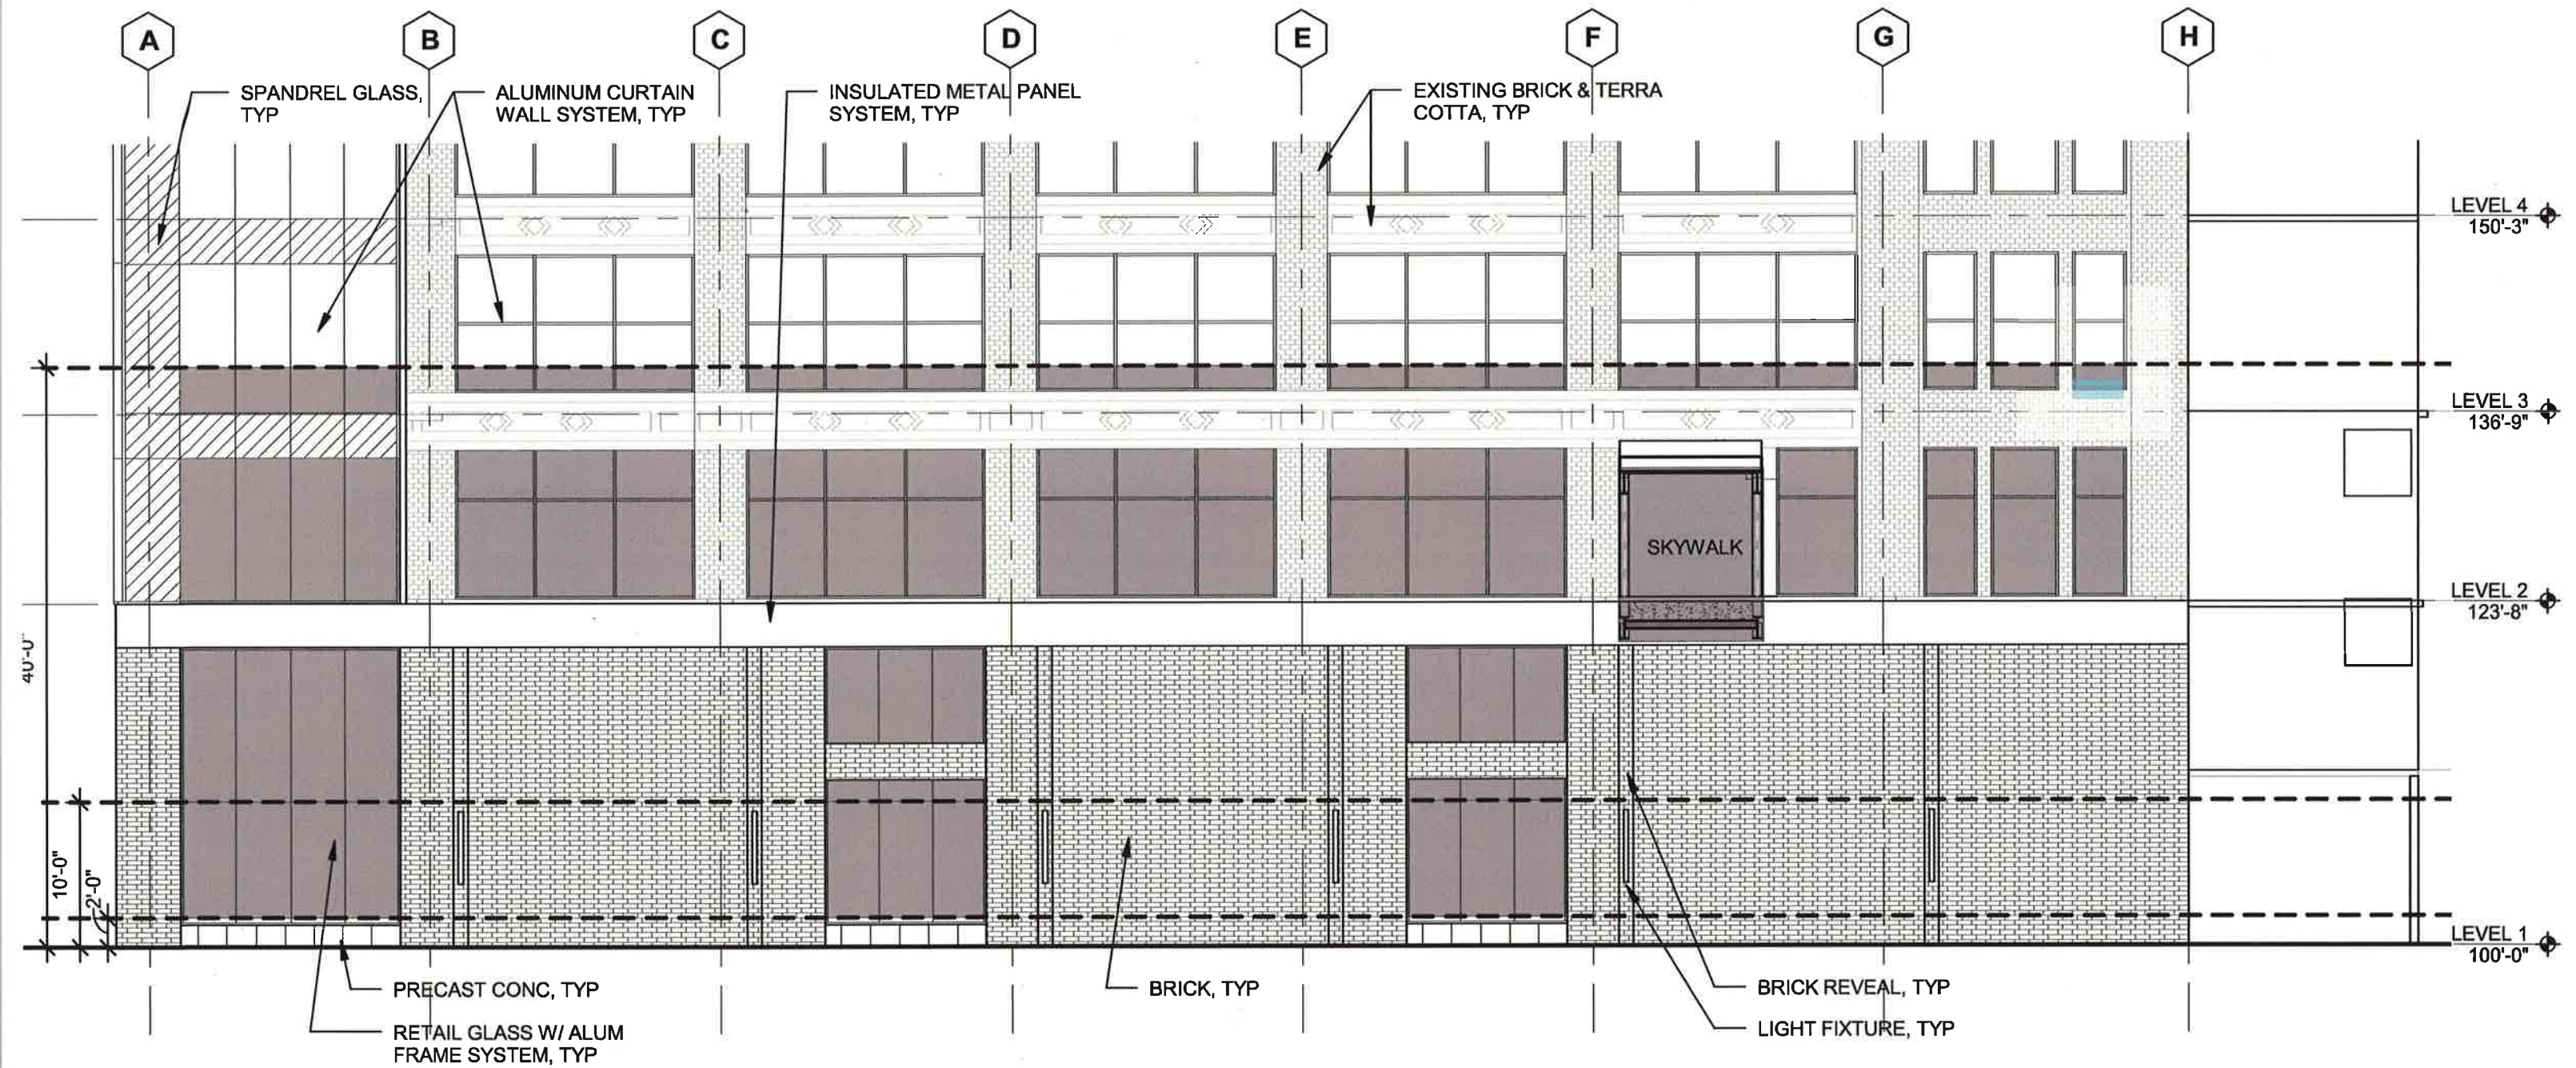 A B C D E F G H
SPANDREL GLASS,
TYP
ALUMINUM CURTAIN
WALL SYSTEM, TYP
INSULATED METAL PANEL
SYSTEM, TYP
EXISTING BRICK & TERRA
COTTA, TYP
LEVEL 4
150'-3"
LEVEL 3
136'-9"
SKYWALK
LEVEL 2
123'-8"
40'-0"
10'-0"
2'-0"
LEVEL 1
100'-0"
PRECAST CONC, TYP
RETAIL GLASS W/ ALUM
FRAME SYSTEM, TYP
BRICK, TYP
BRICK REVEAL, TYP
LIGHT FIXTURE, TYP